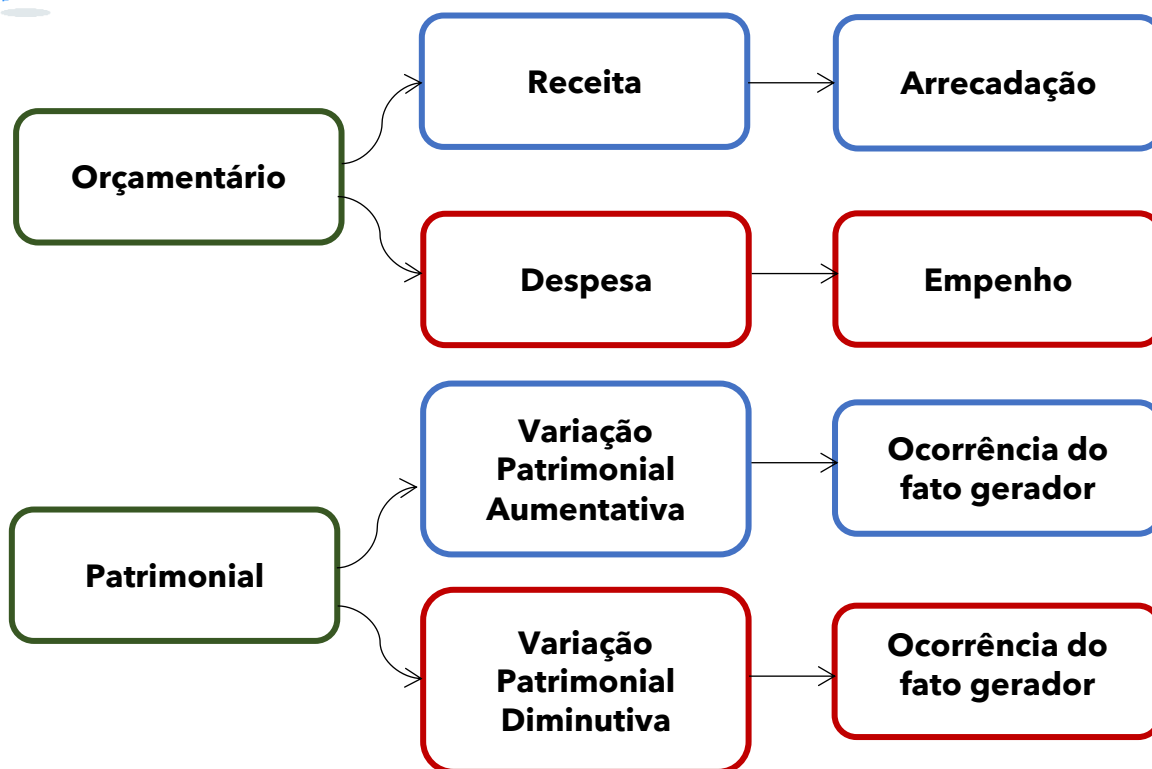 Orçamentário
Receita
Arrecadação
Despesa
Empenho
Patrimonial
Variação
Patrimonial
Aumentativa
Ocorrência do
fato gerador
Variação
Patrimonial
Diminutiva
Ocorrência do
fato gerador